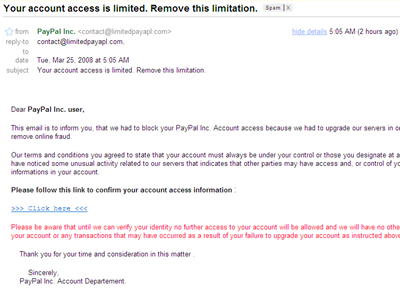 Your account access is limited. Remove this limitation. Spam X
from PayPal Inc. <contact@limitedpayapl.com> hide details 5:05 AM (2 hours ago)
reply-to contact@limitedpayapl.com,
to
date Tue, Mar 25, 2008 at 5:05 AM
subject Your account access is limited. Remove this limitation.
Dear PayPal Inc. user,
This email is to inform you, that we had to block your PayPal Inc. Account access because we had to upgrade our servers in o
remove online fraud.
Our terms and conditions you agreed to state that your account must always be under your control or those you designate at a
have noticed some unusual activity related to our servers that indicates that other parties may have access and, or control of yo
informations in your account.
Please follow this link to confirm your account access information :
>>> Click here <<<
Please be aware that until we can verify your identity no further access to your account will be allowed and we will have no othe
your account or any transactions that may have occurred as a result of your failure to upgrade your account as instructed above
Thank you for your time and consideration in this matter .
Sincerely,
PayPal Inc. Account Departement.